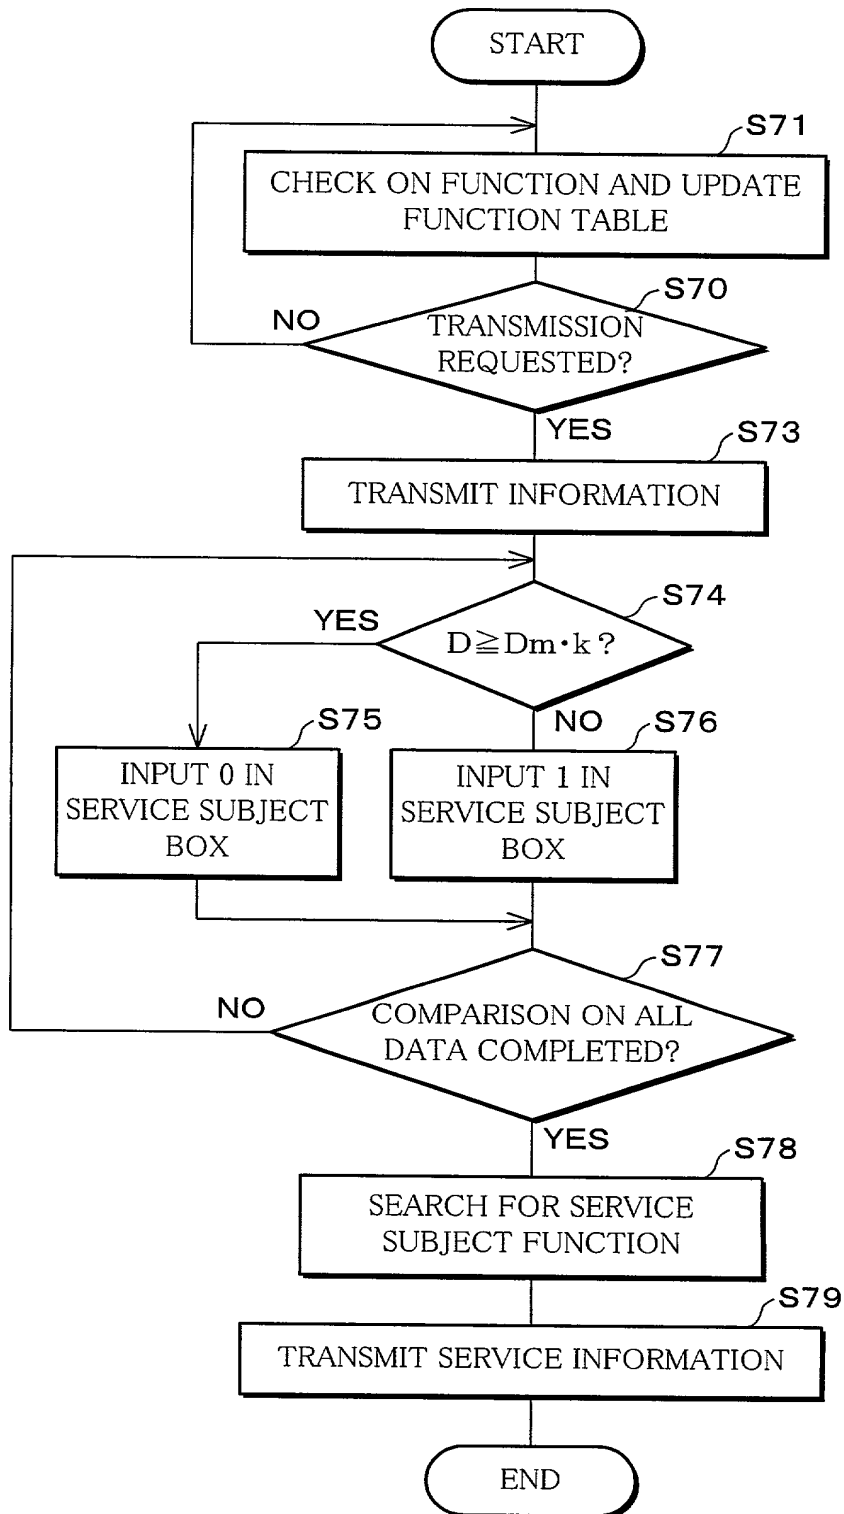 START
S71
CHECK ON FUNCTION AND UPDATE
FUNCTION TABLE
S70
NO
TRANSMISSION
REQUESTED?
YES
S73
TRANSMIT INFORMATION
S74
YES
D≧Dm·k?
NO
S75
S76
INPUT 0 IN
SERVICE SUBJECT
BOX
INPUT 1 IN
SERVICE SUBJECT
BOX
S77
NO
COMPARISON ON ALL
DATA COMPLETED?
YES
S78
SEARCH FOR SERVICE
SUBJECT FUNCTION
S79
TRANSMIT SERVICE INFORMATION
END